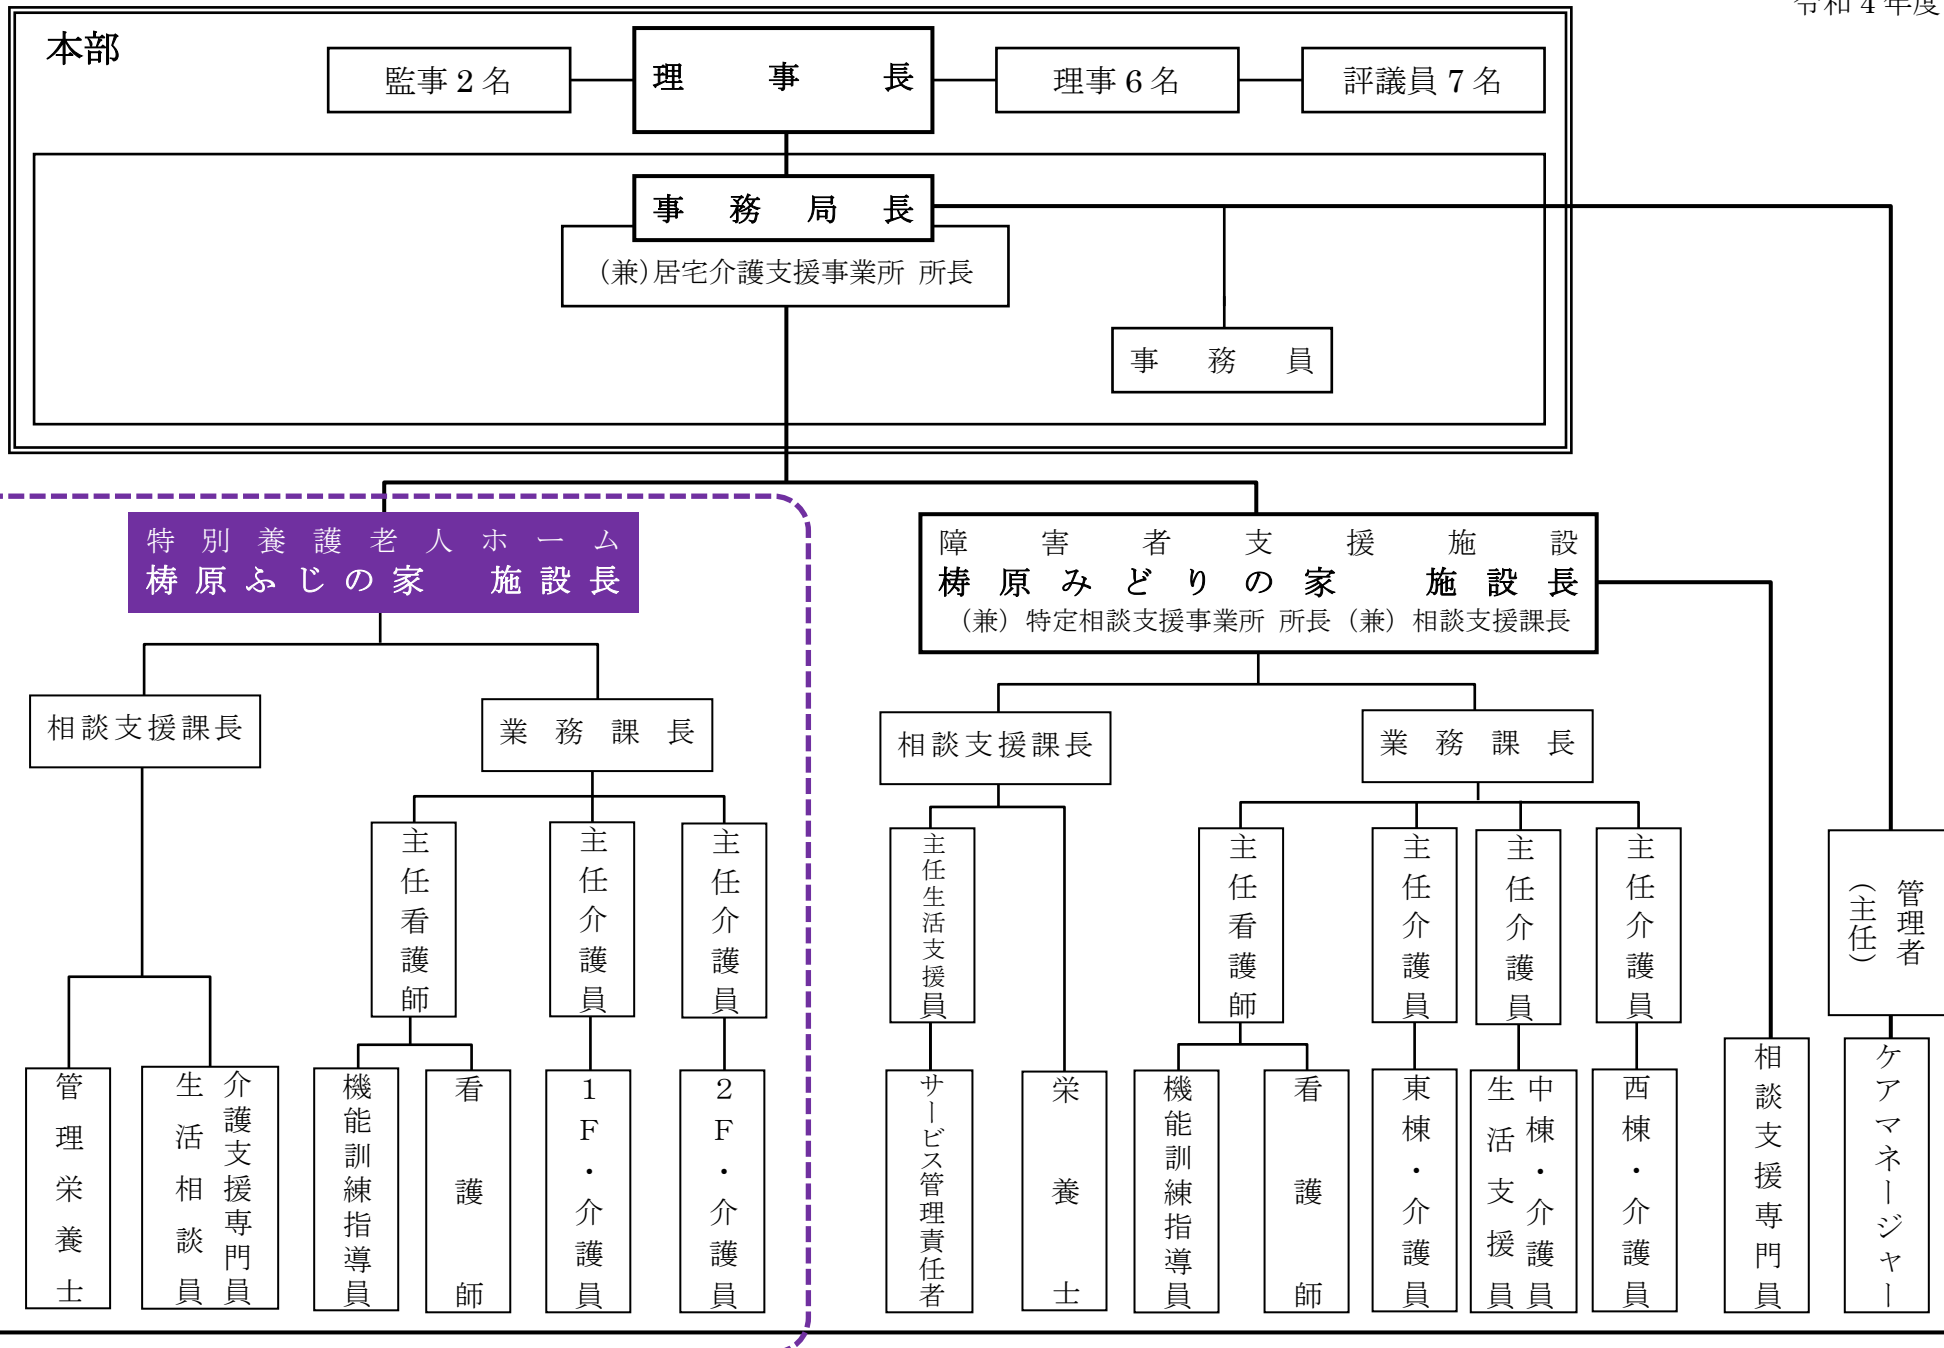 令和4年度
本部
監事2名
理事長
理事6名
評議員7名
事務局長
（兼）居宅介護支援事業所 所長
事務員
特別養護老人ホーム
梼原ふじの家 施設長
障害者支援施設
梼原みどりの家 施設長
（兼）特定相談支援事業所 所長（兼）相談支援課長
相談支援課長
業務課長
相談支援課長
業務課長
主任看護師
主任介護員
主任介護員
主任生活支援員
主任看護師
主任介護員
主任介護員
主任介護員
管理者
（主任）
管理栄養士
介護支援専門員
生活相談員
機能訓練指導員
看護師
1F・介護員
2F・介護員
サービス管理責任者
栄養士
機能訓練指導員
看護師
東棟・介護員
中棟・介護員
生活支援員
西棟・介護員
相談支援専門員
ケアマネージャー